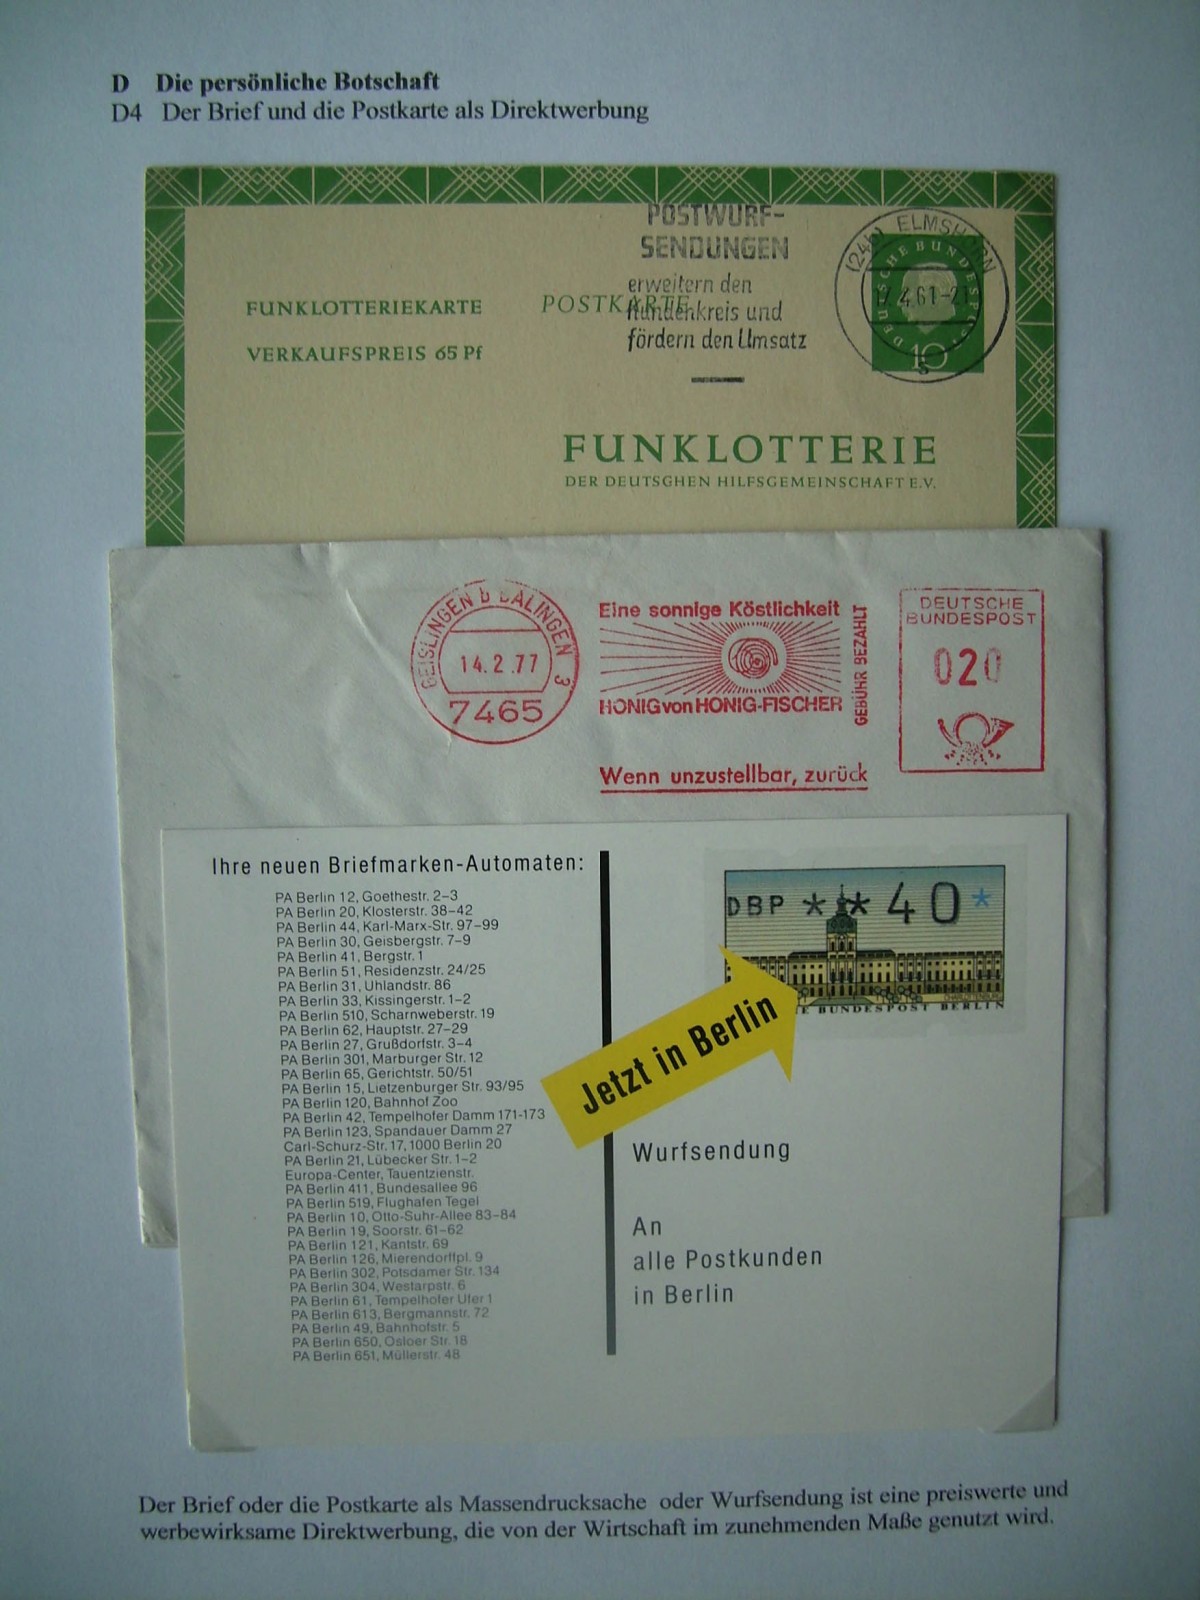 D Die persönliche Botschaft
D4 Der Brief und die Postkarte als Direktwerbung
POSTWURF-
SENDUNGEN
erweitern den
Kundenkreis und
fördern den Umsatz
FUNKLOTTERIEKARTE
POSTKARTE
VERKAUFSPREIS 65 Pf
(24b) ELMSHORN
17.4.61-21
DEUTSCHE BUNDESPOST
10
FUNKLOTTERIE
DER DEUTSCHEN HILFSGEMEINSCHAFT E.V.
GEISLINGEN b BALINGEN 3
14.2.77
7465
Eine sonnige Köstlichkeit
HONIG von HONIG-FISCHER
GEBÜHR BEZAHLT
Wenn unzustellbar, zurück
DEUTSCHE
BUNDESPOST
020
Ihre neuen Briefmarken-Automaten:
PA Berlin 12, Goethestr. 2–3
PA Berlin 20, Klosterstr. 38–42
PA Berlin 44, Karl-Marx-Str. 97–99
PA Berlin 30, Geisbergstr. 7–9
PA Berlin 41, Bergstr. 1
PA Berlin 51, Residenzstr. 24/25
PA Berlin 31, Uhlandstr. 86
PA Berlin 33, Kissingerstr. 1–2
PA Berlin 510, Scharnweberstr. 19
PA Berlin 62, Hauptstr. 27–29
PA Berlin 27, Grußdorfstr. 3–4
PA Berlin 301, Marburger Str. 12
PA Berlin 65, Gerichtstr. 50/51
PA Berlin 15, Lietzenburger Str. 93/95
PA Berlin 120, Bahnhof Zoo
PA Berlin 42, Tempelhofer Damm 171-173
PA Berlin 123, Spandauer Damm 27
Carl-Schurz-Str. 17, 1000 Berlin 20
PA Berlin 21, Lübecker Str. 1–2
Europa-Center, Tauentzienstr.
PA Berlin 411, Bundesallee 96
PA Berlin 519, Flughafen Tegel
PA Berlin 10, Otto-Suhr-Allee 83–84
PA Berlin 19, Soorstr. 61–62
PA Berlin 121, Kantstr. 69
PA Berlin 126, Mierendorffpl. 9
PA Berlin 302, Potsdamer Str. 134
PA Berlin 304, Westarpstr. 6
PA Berlin 61, Tempelhofer Ufer 1
PA Berlin 613, Bergmannstr. 72
PA Berlin 49, Bahnhofstr. 5
PA Berlin 650, Osloer Str. 18
PA Berlin 651, Müllerstr. 48
DBP **40*
CHARLOTTENBURG
E BUNDESPOST BERLIN
Jetzt in Berlin
Wurfsendung
An
alle Postkunden
in Berlin
Der Brief oder die Postkarte als Massendrucksache oder Wurfsendung ist eine preiswerte und
werbewirksame Direktwerbung, die von der Wirtschaft im zunehmenden Maße genutzt wird.